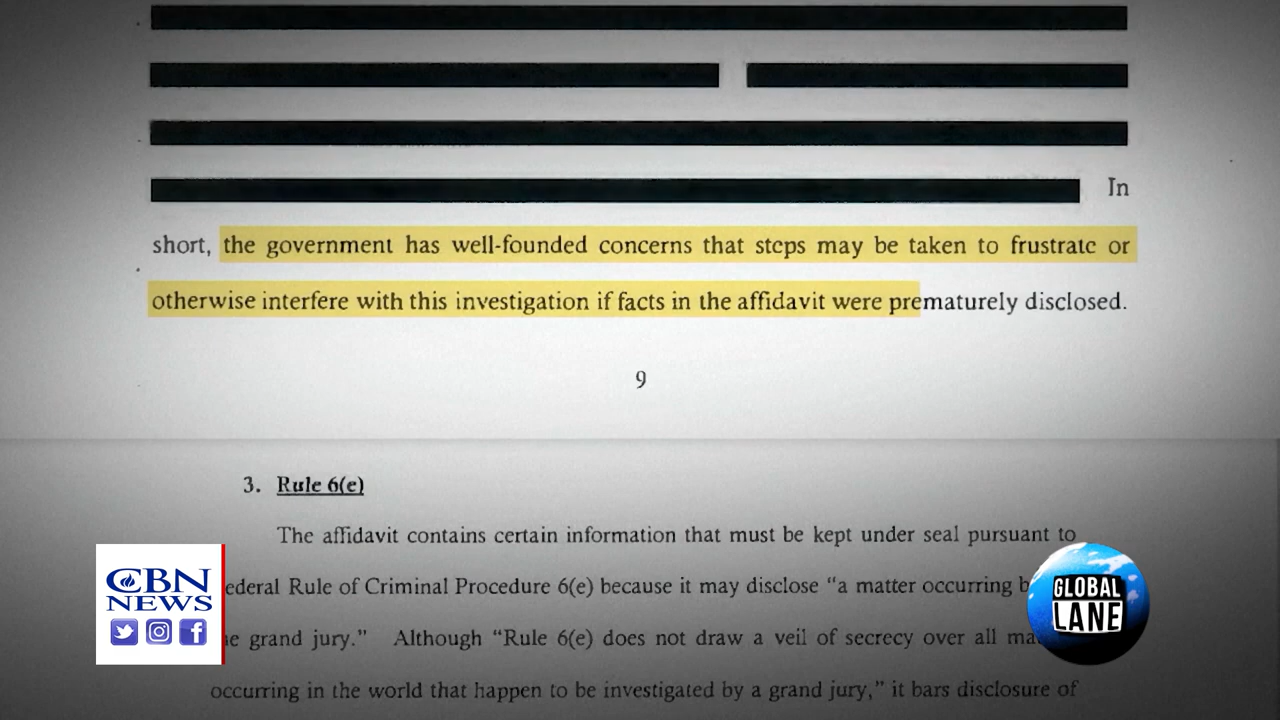 In
short, the government has well-founded concerns that steps may be taken to frustrate or
otherwise interfere with this investigation if facts in the affidavit were prematurely disclosed.
9
3. Rule 6(e)
The affidavit contains certain information that must be kept under seal pursuant to
ederal Rule of Criminal Procedure 6(e) because it may disclose “a matter occurring
grand jury.” Although “Rule 6(e) does not draw a veil of secrecy over all
occurring in the world that happen to be investigated by a grand jury,” it bars disclosure of
CBN
NEWS
GLOBAL
LANE